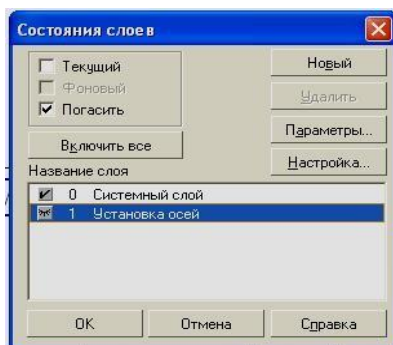 Состояния слоев
Текущий
Фоновый
Погасить
Включить все
Новый
Удалить
Параметры...
Настройка...
Название слоя
0 Системный слой
1 Установка осей
OK
Отмена
Справка